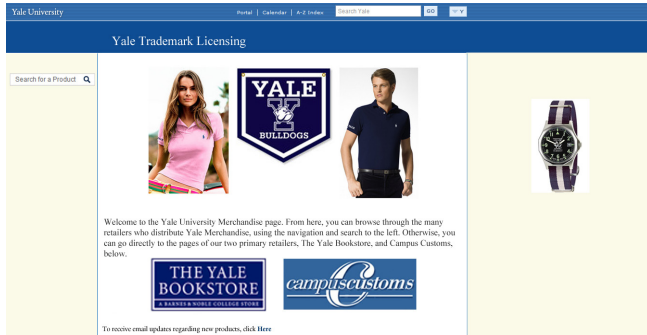 Yale University
Portal | Calendar | A-Z Index
Search Yale
GO
Y
Yale Trademark Licensing
Search for a Product
YALE
Y
BULLDOGS
Welcome to the Yale University Merchandise page. From here, you can browse through the many
retailers who distribute Yale Merchandise, using the navigation and search to the left. Otherwise, you
can go directly to the pages of our two primary retailers, The Yale Bookstore, and Campus Customs,
below.
THE YALE
BOOKSTORE
A BARNES & NOBLE COLLEGE STORE
campuscustoms
To receive email updates regarding new products, click Here